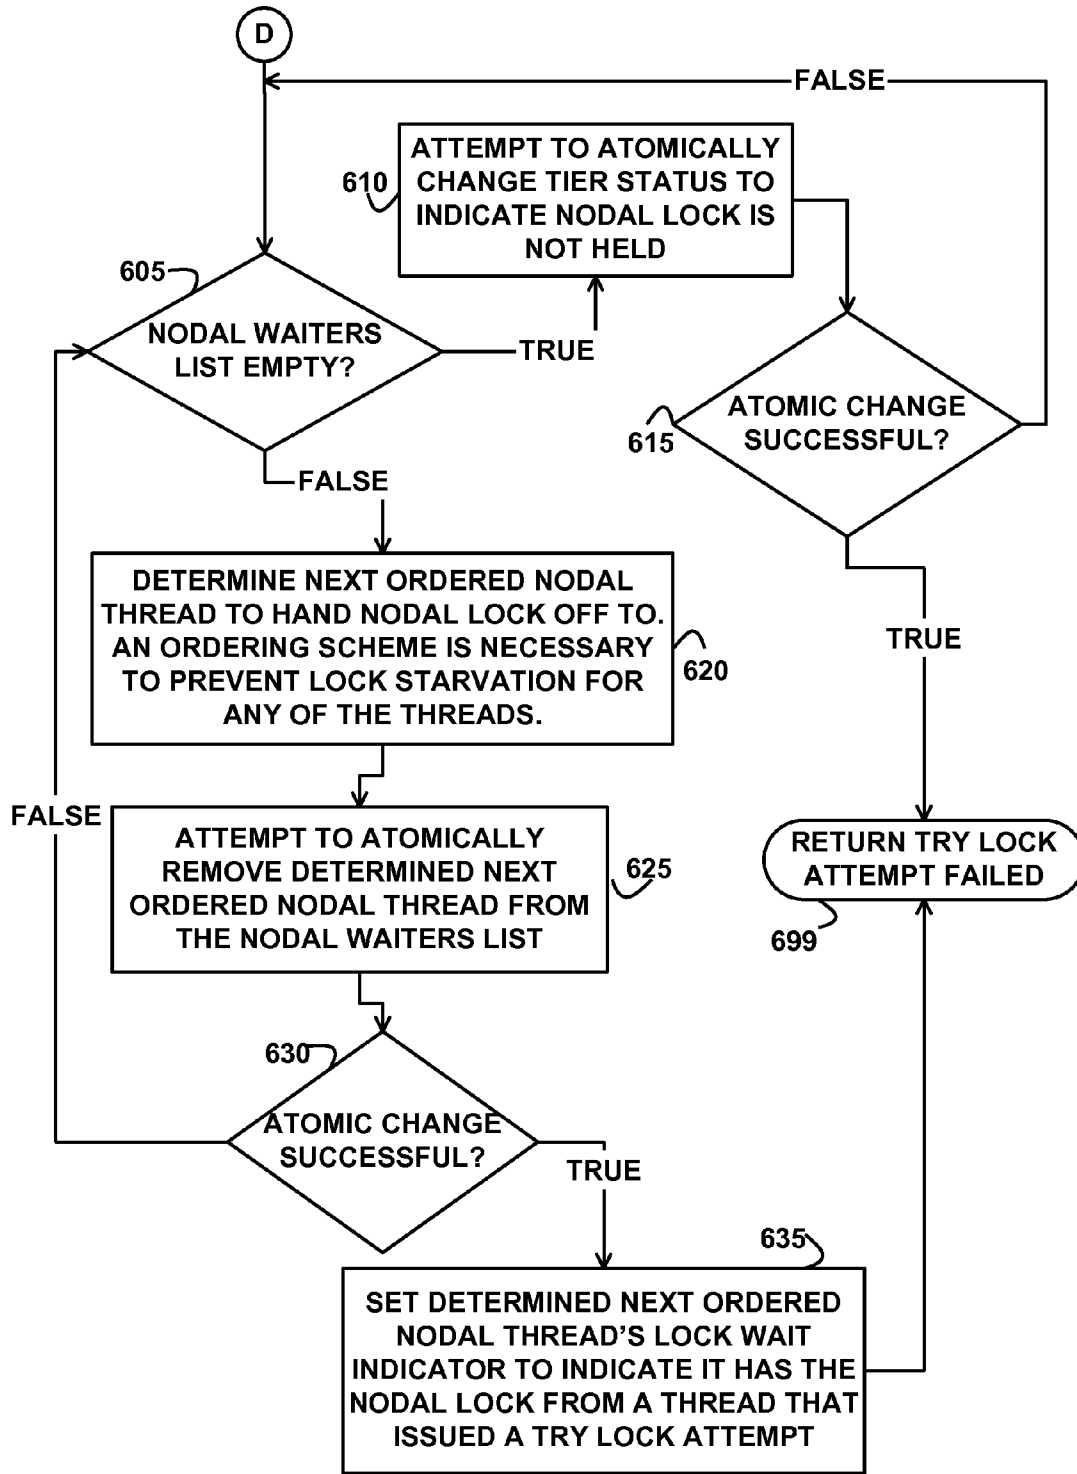 D
FALSE
ATTEMPT TO ATOMICALLY
CHANGE TIER STATUS TO
INDICATE NODAL LOCK IS
NOT HELD
610
605
NODAL WAITERS
LIST EMPTY?
TRUE
ATOMIC CHANGE
SUCCESSFUL?
615
FALSE
DETERMINE NEXT ORDERED NODAL
THREAD TO HAND NODAL LOCK OFF TO.
AN ORDERING SCHEME IS NECESSARY
TO PREVENT LOCK STARVATION FOR
ANY OF THE THREADS.
620
TRUE
FALSE
ATTEMPT TO ATOMICALLY
REMOVE DETERMINED NEXT
ORDERED NODAL THREAD FROM
THE NODAL WAITERS LIST
625
RETURN TRY LOCK
ATTEMPT FAILED
699
630
ATOMIC CHANGE
SUCCESSFUL?
TRUE
635
SET DETERMINED NEXT ORDERED
NODAL THREAD'S LOCK WAIT
INDICATOR TO INDICATE IT HAS THE
NODAL LOCK FROM A THREAD THAT
ISSUED A TRY LOCK ATTEMPT